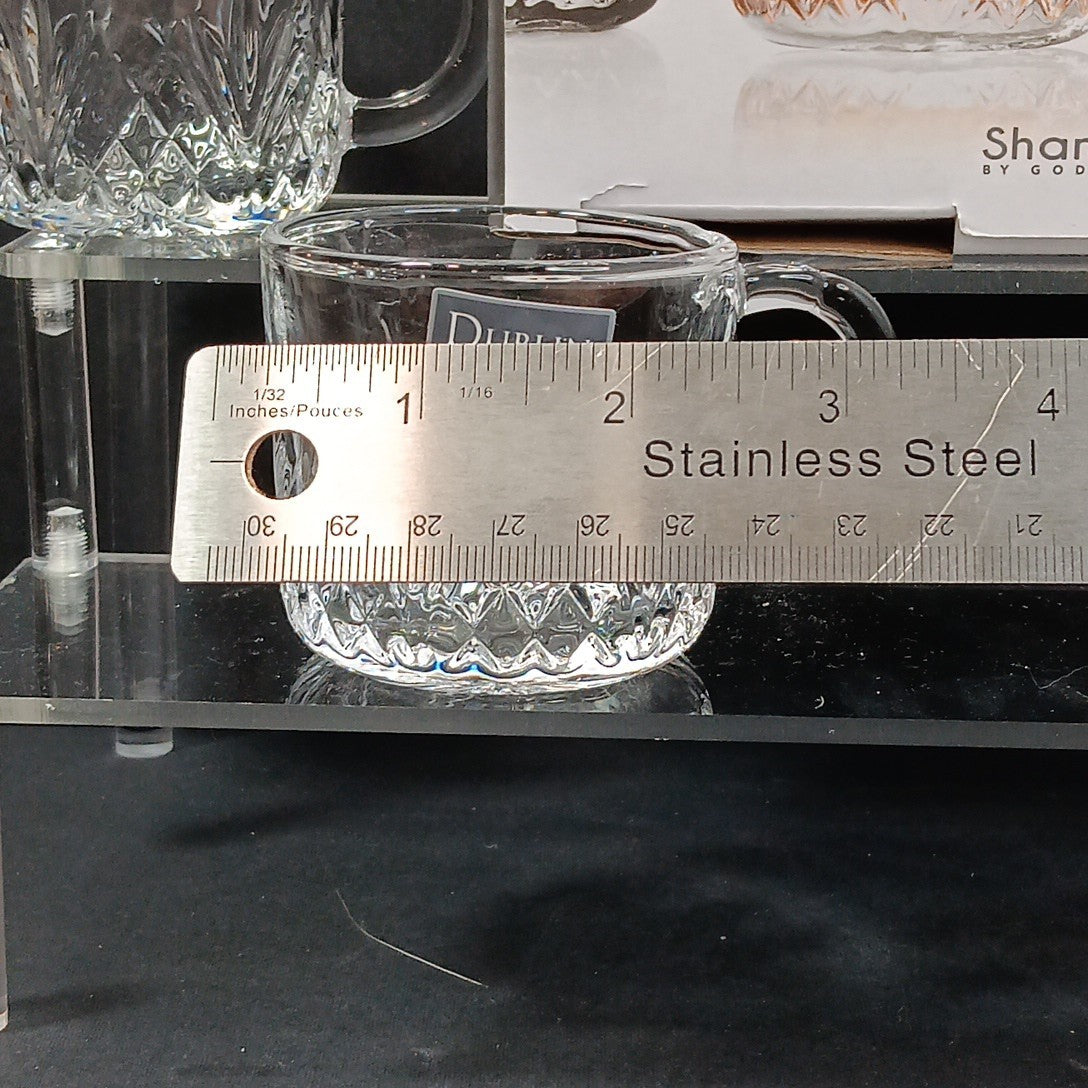 Shan
BY GOD
DUBLIN
1/32 1/16
Inches/Pouces 1 2 3 4
Stainless Steel
30 29 28 27 26 25 24 23 22 21